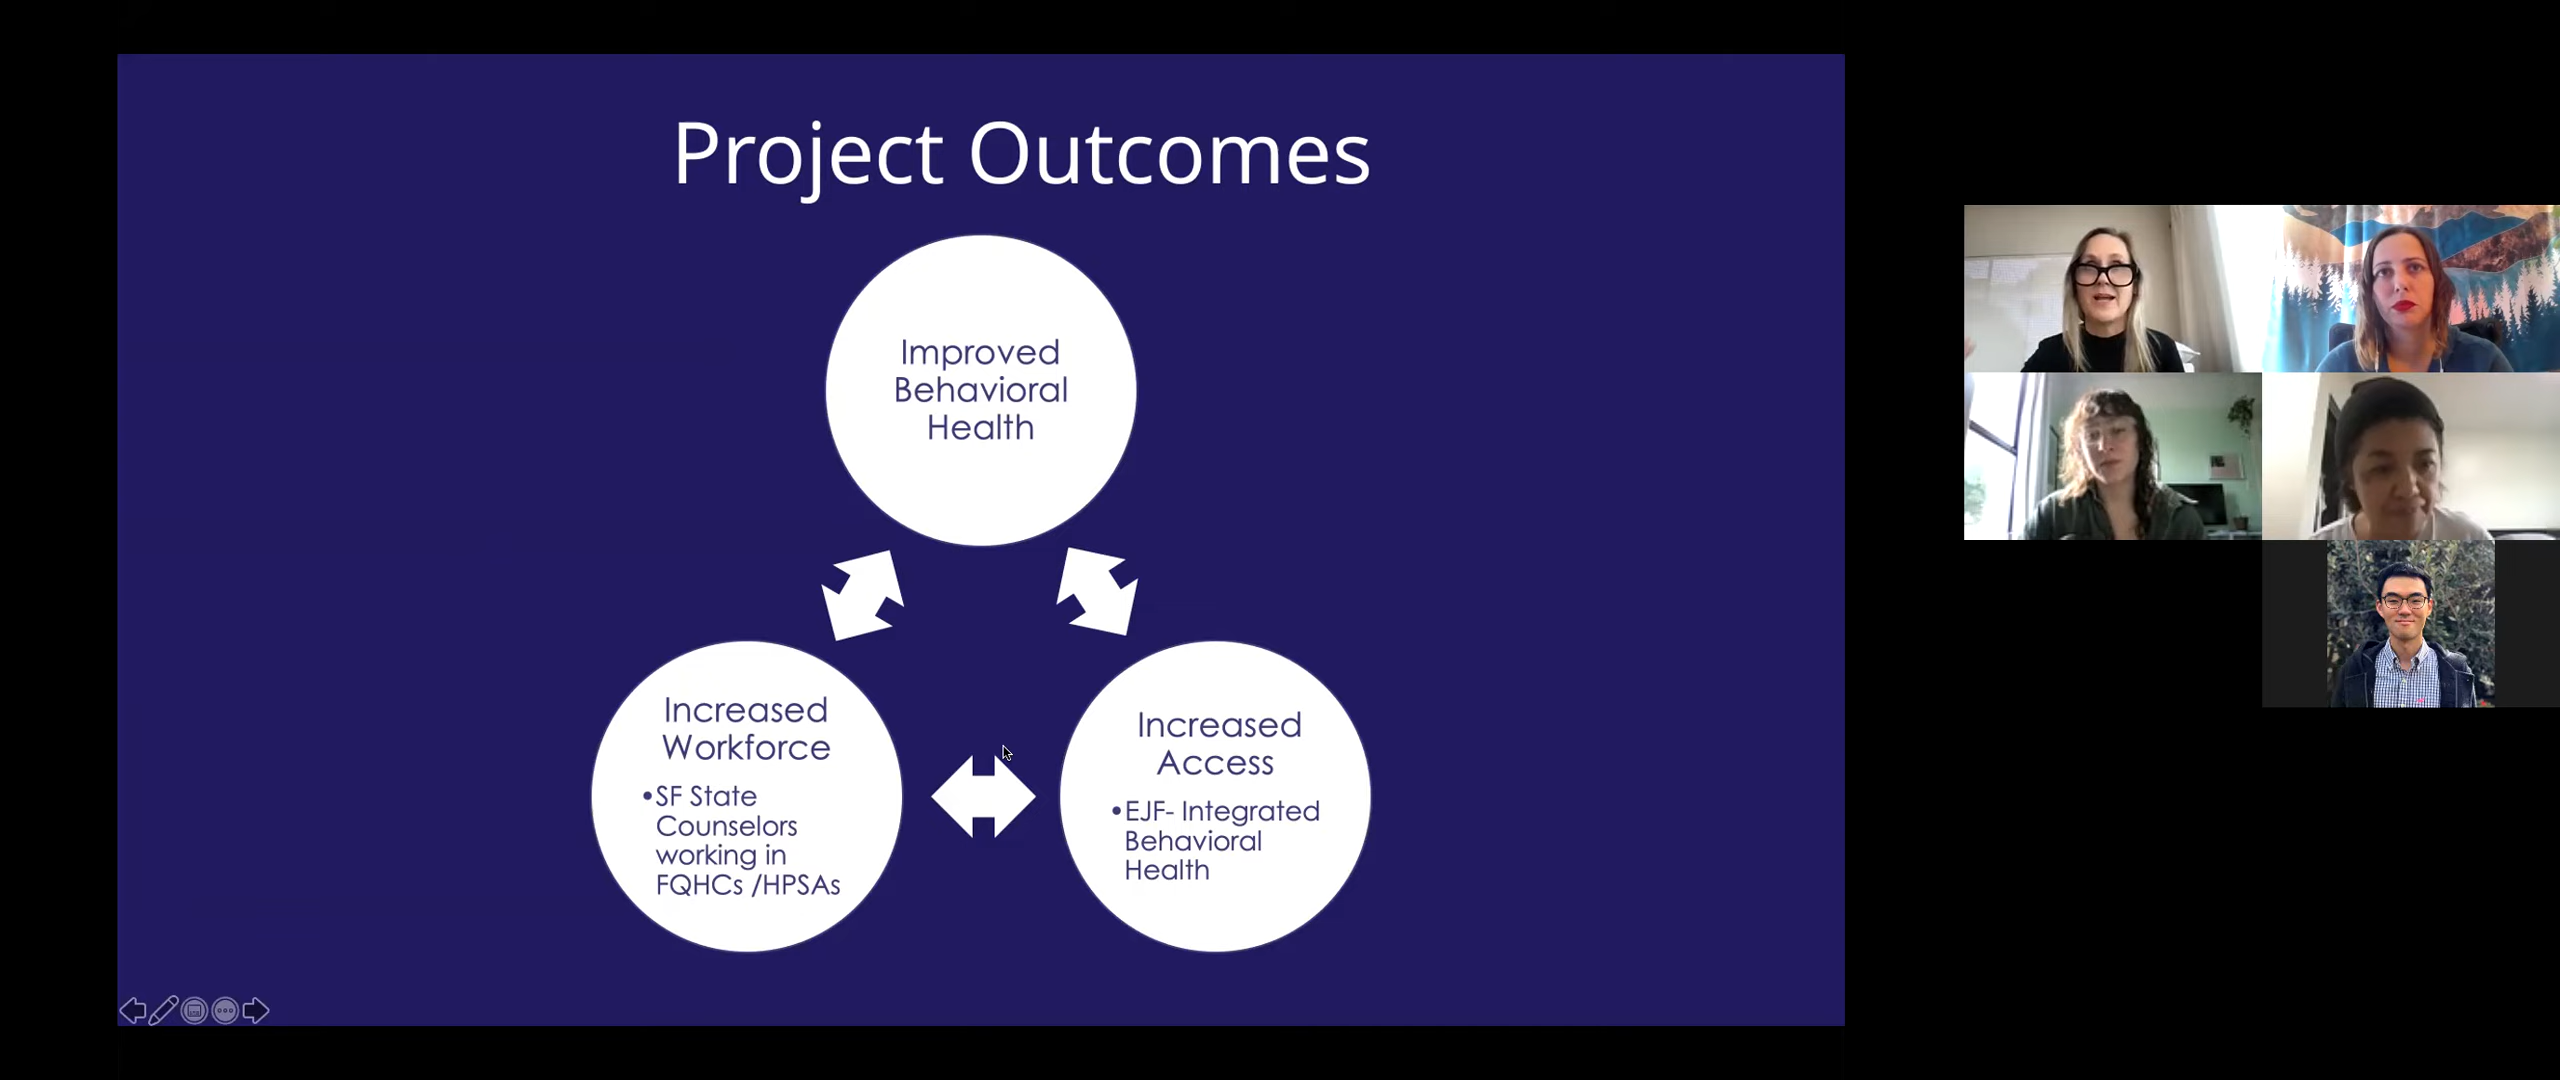 Project Outcomes
Improved
Behavioral
Health
Increased
Workforce
•SF State
Counselors
working in
FQHCs /HPSAs
Increased
Access
•EJF- Integrated
Behavioral
Health